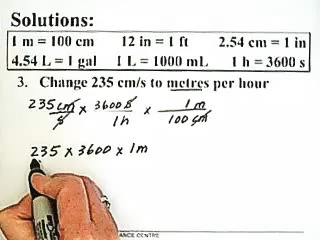 Solutions:
1 m = 100 cm 12 in = 1 ft 2.54 cm = 1 in
4.54 L = 1 gal 1 L = 1000 mL 1 h = 3600 s
3. Change 235 cm/s to metres per hour
235 cm/s × 3600 s/1 h × 1 m/100 cm
235 × 3600 × 1m
ANCE CENTRE